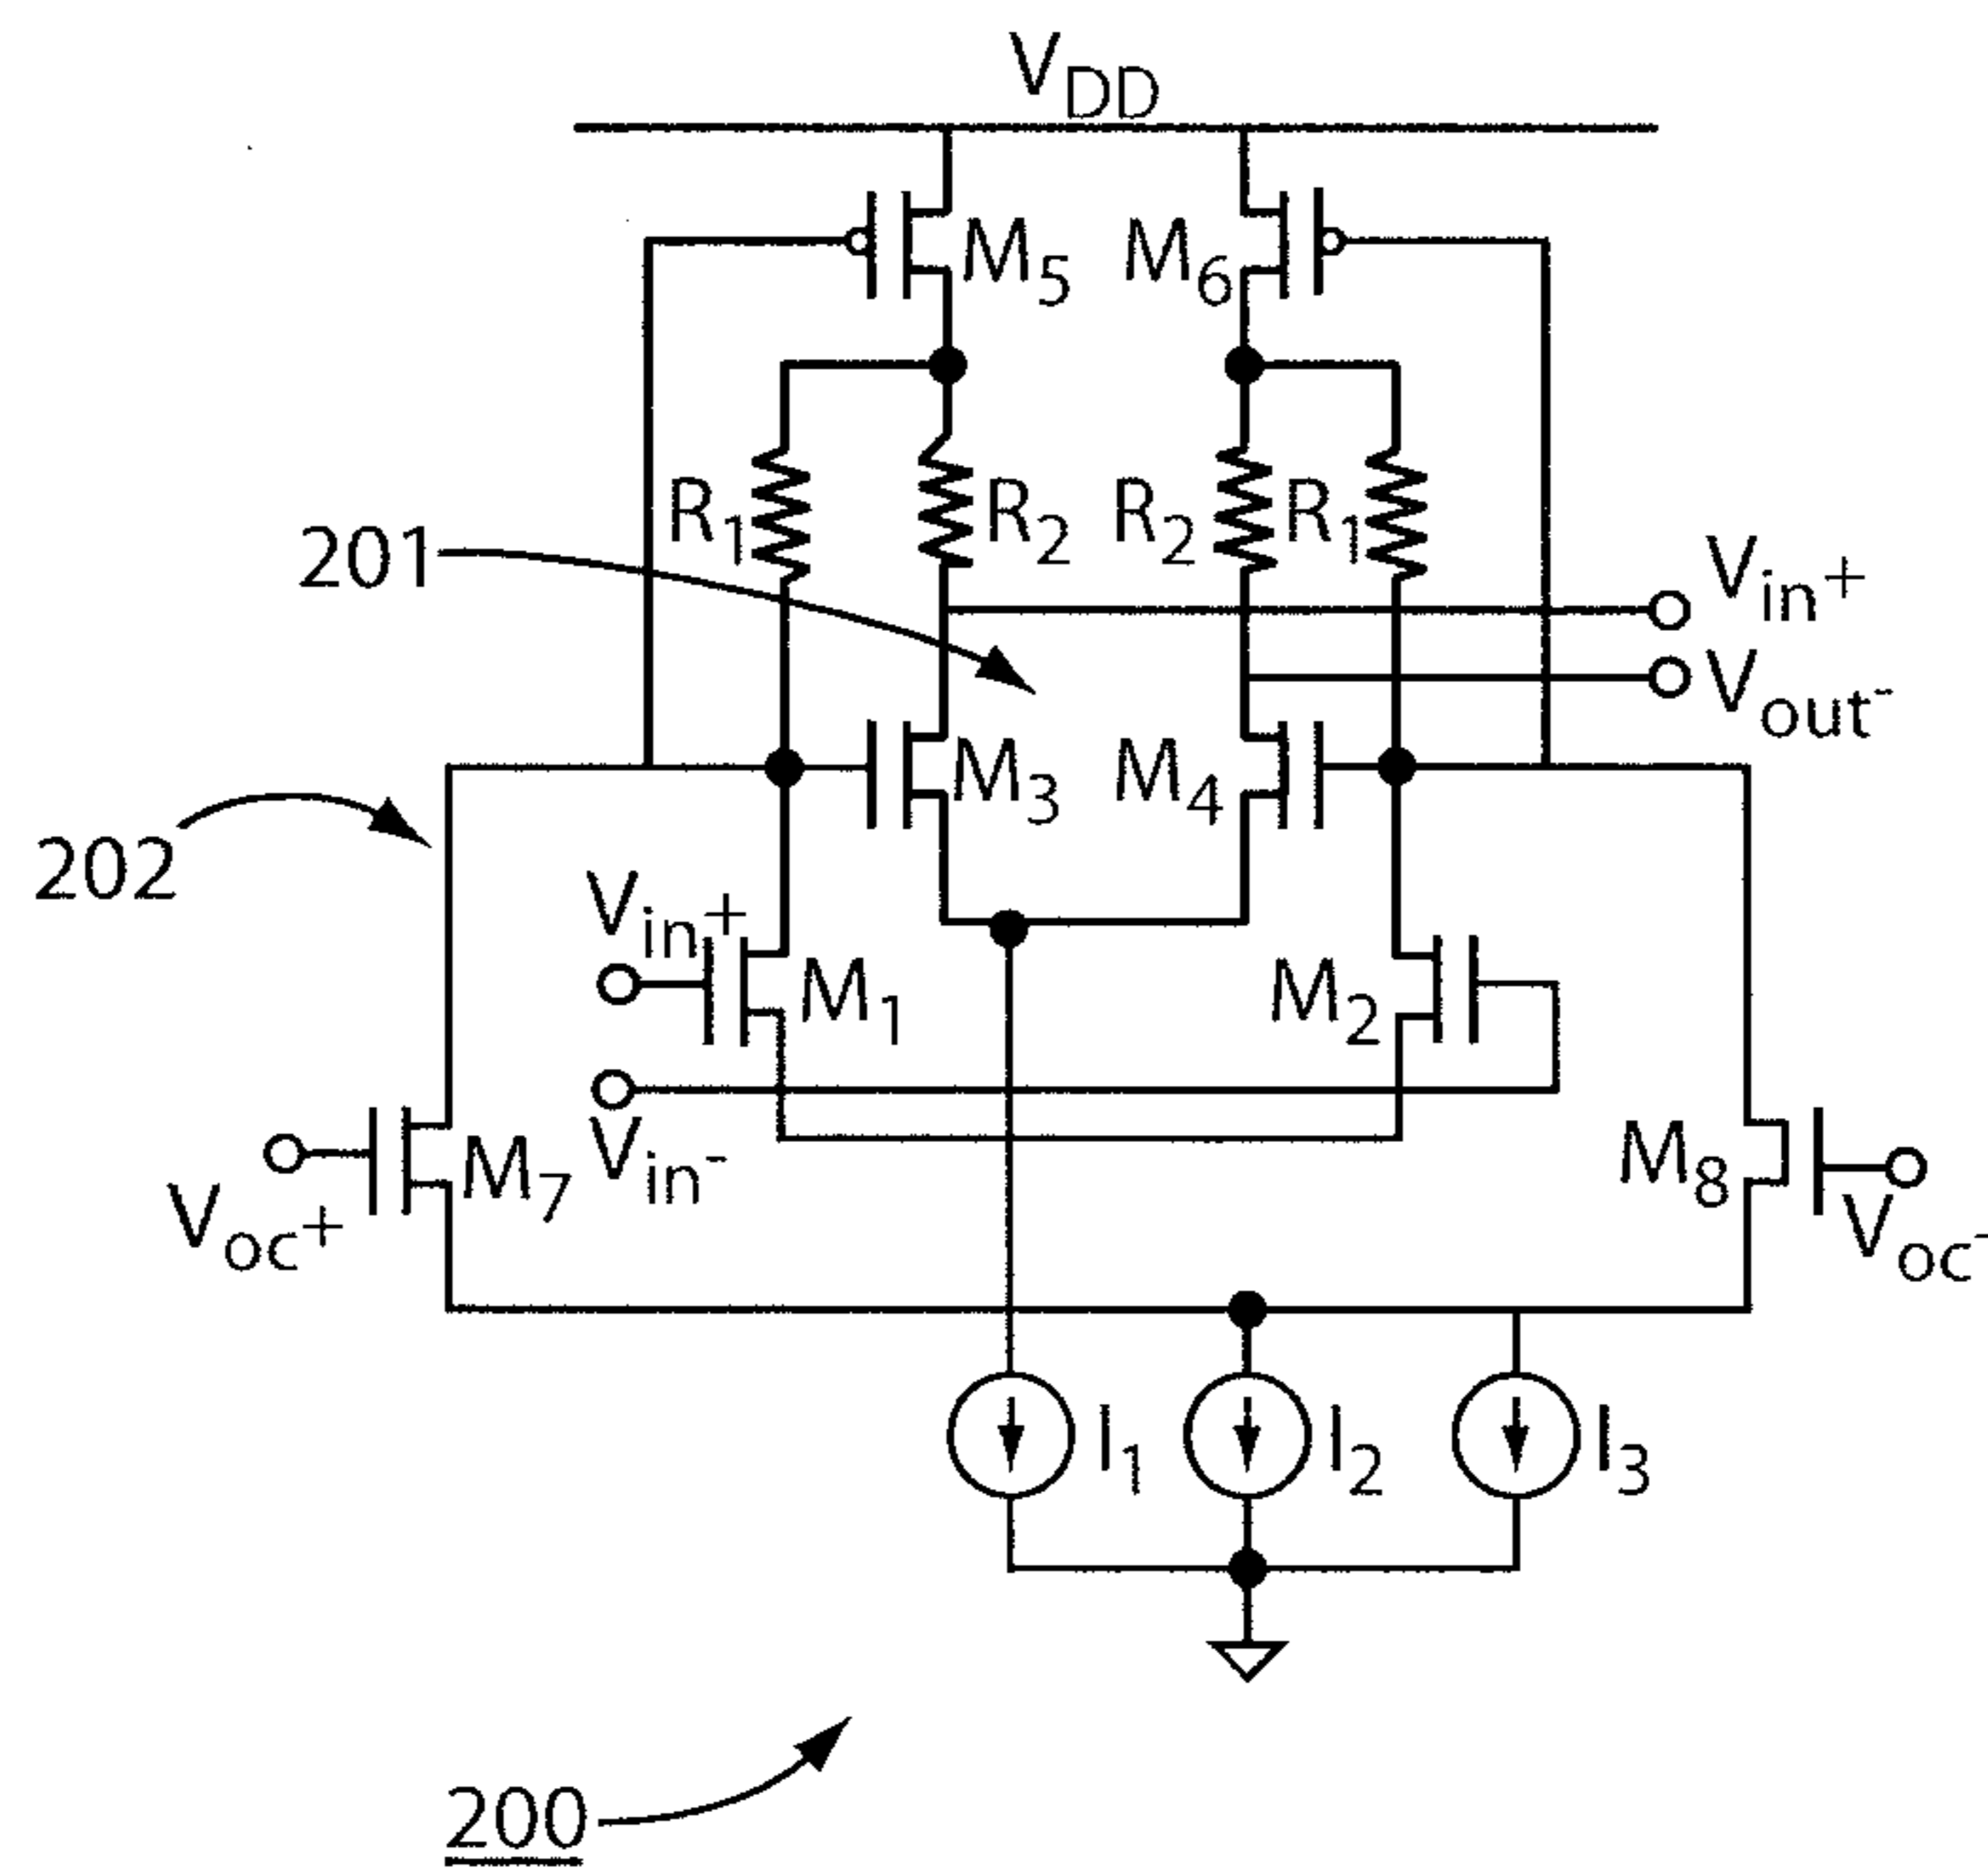 VDD
M5
M6
R1
R2
R2
R1
201
Vin+
Vout-
M3
M4
202
Vin+
M1
M2
Vin-
M7
M8
Voc+
Voc-
I1
I2
I3
200